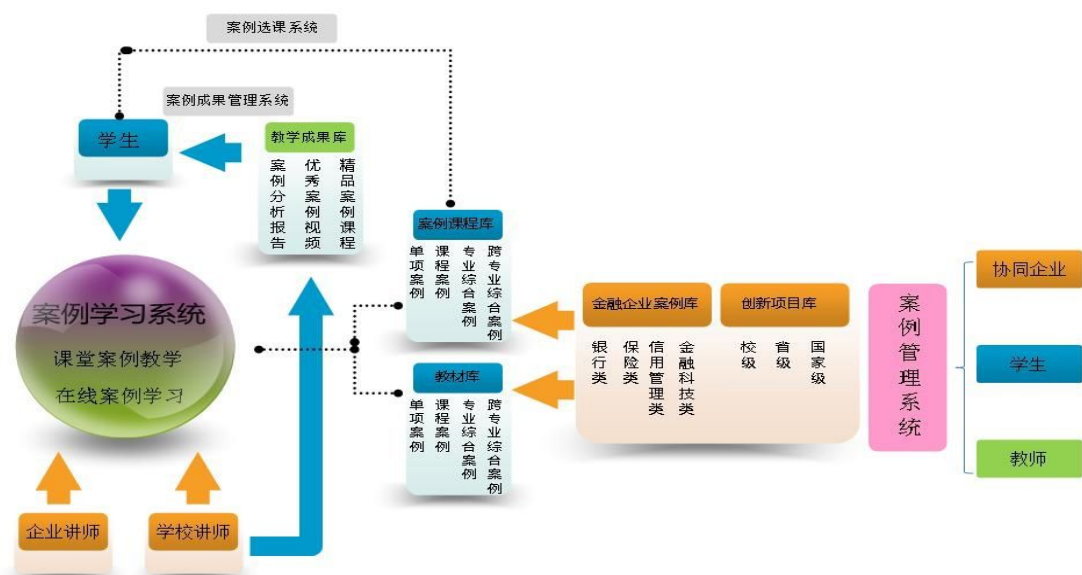 案例选课系统
案例成果管理系统
学生
教学成果库
案例分析报告
优秀案例视频
精品案例课程
案例学习系统
课堂案例教学
在线案例学习
企业讲师
学校讲师
案例课程库
单项案例
课程案例
专业综合案例
跨专业综合案例
教材库
单项案例
课程案例
专业综合案例
跨专业综合案例
金融企业案例库
银行类
保险类
信用管理类
金融科技类
创新项目库
校级
省级
国家级
案例管理系统
协同企业
学生
教师